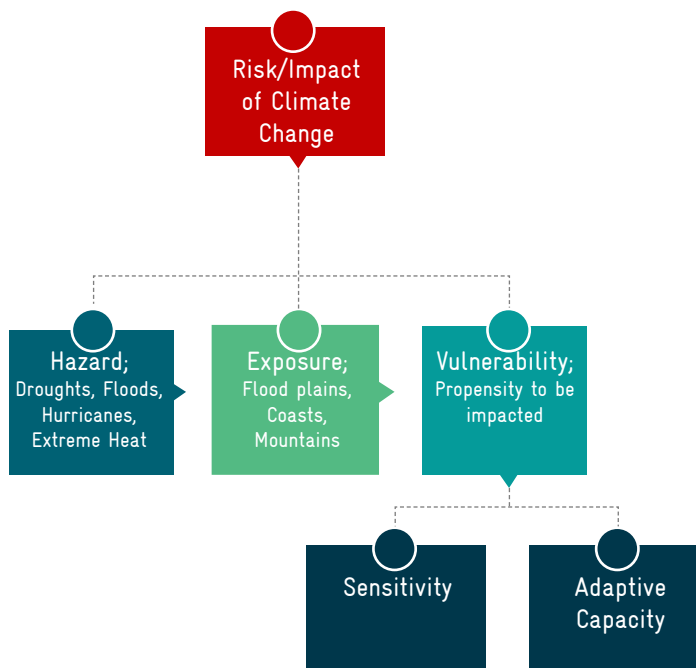 Risk/Impact
of Climate
Change
Hazard;
Droughts, Floods,
Hurricanes,
Extreme Heat
Exposure;
Flood plains,
Coasts,
Mountains
Vulnerability;
Propensity to be
impacted
Sensitivity
Adaptive
Capacity